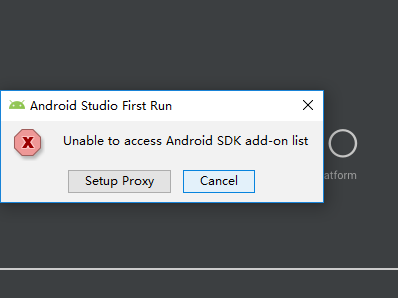 Android Studio First Run
Unable to access Android SDK add-on list
atform
Setup Proxy
Cancel